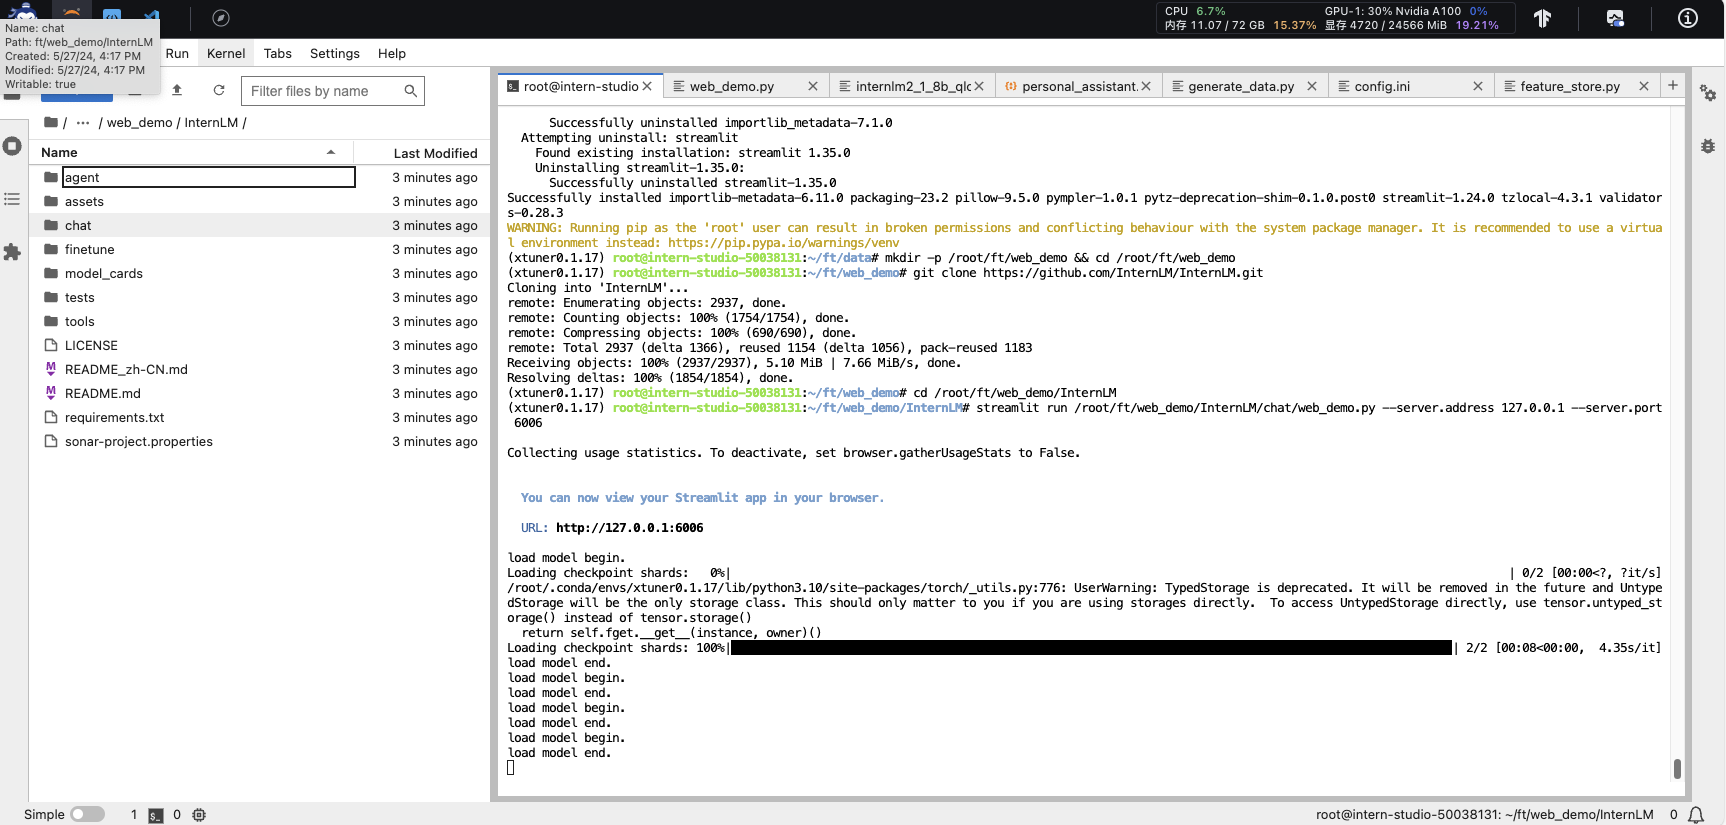 CPU 6.7% GPU-1: 30% Nvidia A100 0%
内存 11.07 / 72 GB 15.37% 显存 4720 / 24566 MiB 19.21%
Name: chat
Path: ft/web_demo/InternLM
Created: 5/27/24, 4:17 PM
Modified: 5/27/24, 4:17 PM
Writable: true
Run Kernel Tabs Settings Help
Filter files by name
/ ··· / web_demo / InternLM /
Name Last Modified
agent 3 minutes ago
assets 3 minutes ago
chat 3 minutes ago
finetune 3 minutes ago
model_cards 3 minutes ago
tests 3 minutes ago
tools 3 minutes ago
LICENSE 3 minutes ago
README_zh-CN.md 3 minutes ago
README.md 3 minutes ago
requirements.txt 3 minutes ago
sonar-project.properties 3 minutes ago
root@intern-studio web_demo.py internlm2_1_8b_qlo personal_assistant. generate_data.py config.ini feature_store.py
Successfully uninstalled importlib_metadata-7.1.0
Attempting uninstall: streamlit
Found existing installation: streamlit 1.35.0
Uninstalling streamlit-1.35.0:
Successfully uninstalled streamlit-1.35.0
Successfully installed importlib-metadata-6.11.0 packaging-23.2 pillow-9.5.0 pympler-1.0.1 pytz-deprecation-shim-0.1.0.post0 streamlit-1.24.0 tzlocal-4.3.1 validator
s-0.28.3
WARNING: Running pip as the 'root' user can result in broken permissions and conflicting behaviour with the system package manager. It is recommended to use a virtua
l environment instead: https://pip.pypa.io/warnings/venv
(xtuner0.1.17) root@intern-studio-50038131:~/ft/data# mkdir -p /root/ft/web_demo && cd /root/ft/web_demo
(xtuner0.1.17) root@intern-studio-50038131:~/ft/web_demo# git clone https://github.com/InternLM/InternLM.git
Cloning into 'InternLM'...
remote: Enumerating objects: 2937, done.
remote: Counting objects: 100% (1754/1754), done.
remote: Compressing objects: 100% (690/690), done.
remote: Total 2937 (delta 1366), reused 1154 (delta 1056), pack-reused 1183
Receiving objects: 100% (2937/2937), 5.10 MiB | 7.66 MiB/s, done.
Resolving deltas: 100% (1854/1854), done.
(xtuner0.1.17) root@intern-studio-50038131:~/ft/web_demo# cd /root/ft/web_demo/InternLM
(xtuner0.1.17) root@intern-studio-50038131:~/ft/web_demo/InternLM# streamlit run /root/ft/web_demo/InternLM/chat/web_demo.py --server.address 127.0.0.1 --server.port
6006
Collecting usage statistics. To deactivate, set browser.gatherUsageStats to False.
You can now view your Streamlit app in your browser.
URL: http://127.0.0.1:6006
load model begin.
Loading checkpoint shards: 0%| | 0/2 [00:00<?, ?it/s]
/root/.conda/envs/xtuner0.1.17/lib/python3.10/site-packages/torch/_utils.py:776: UserWarning: TypedStorage is deprecated. It will be removed in the future and Untype
dStorage will be the only storage class. This should only matter to you if you are using storages directly. To access UntypedStorage directly, use tensor.untyped_st
orage() instead of tensor.storage()
return self.fget.__get__(instance, owner)()
Loading checkpoint shards: 100%| | 2/2 [00:08<00:00, 4.35s/it]
load model end.
load model begin.
load model end.
load model begin.
load model end.
load model begin.
load model end.
Simple 1 0 root@intern-studio-50038131: ~/ft/web_demo/InternLM 0